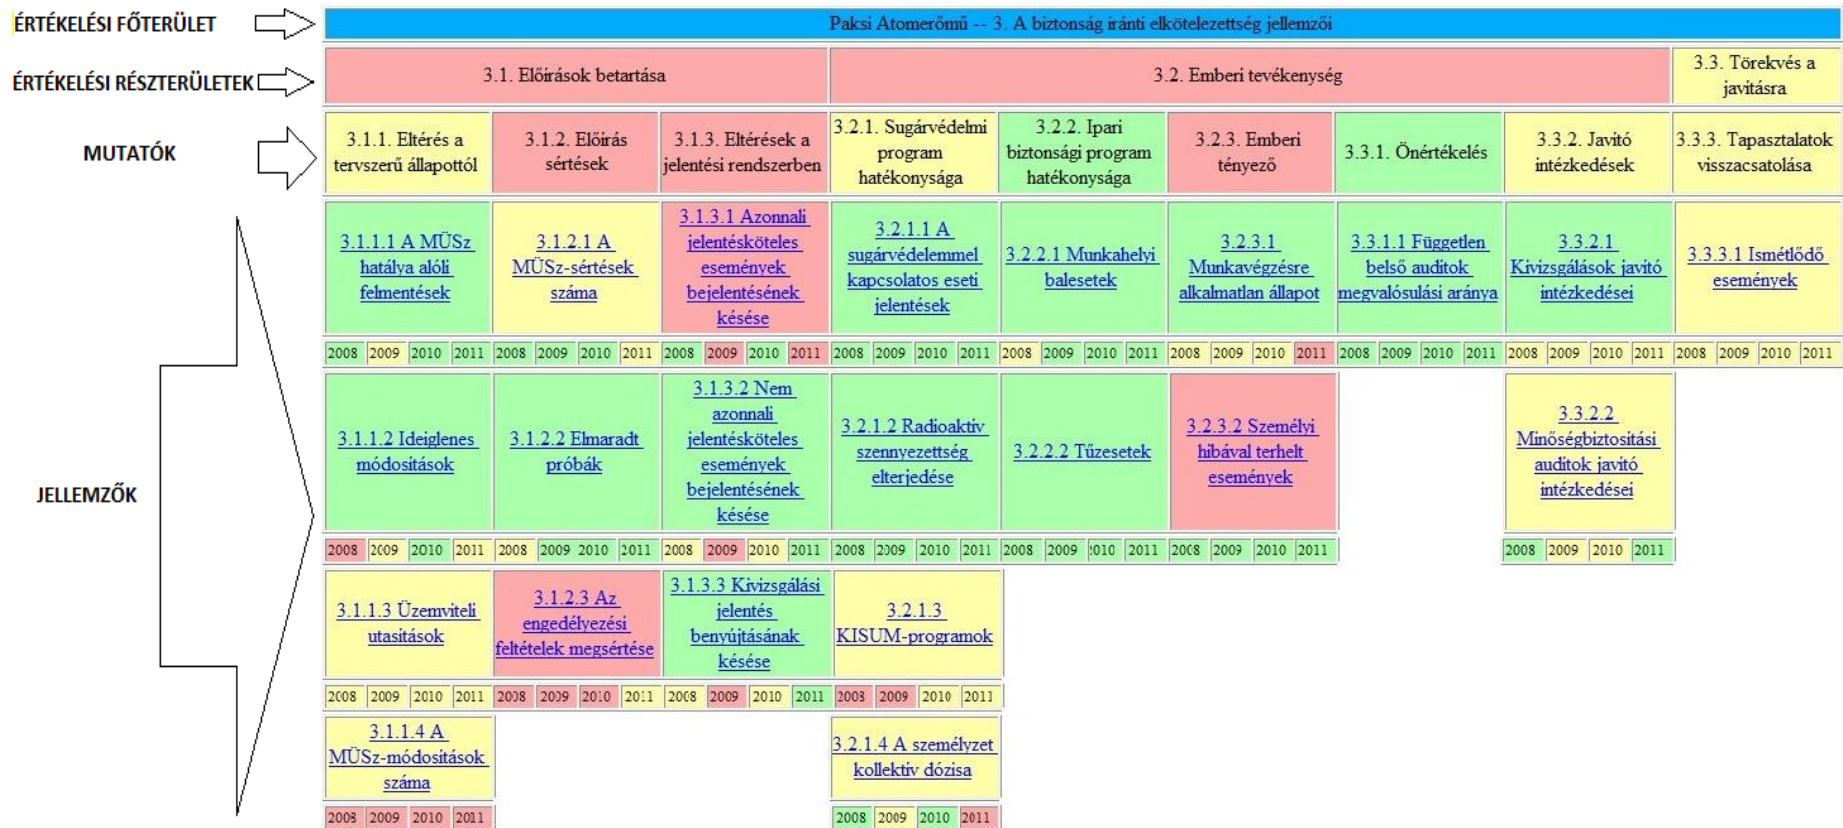 ÉRTÉKELÉSI FŐTERÜLET
Paksi Atomerőmű -- 3. A biztonság iránti elkötelezettség jellemzői
ÉRTÉKELÉSI RÉSZTERÜLETEK
3.1. Előírások betartása
3.2. Emberi tevékenység
3.3. Törekvés a
javításra
MUTATÓK
3.1.1. Eltérés a
tervszerű állapottól
3.1.2. Előírás
sértések
3.1.3. Eltérések a
jelentési rendszerben
3.2.1. Sugárvédelmi
program
hatékonysága
3.2.2. Ipari
biztonsági program
hatékonysága
3.2.3. Emberi
tényező
3.3.1. Önértékelés
3.3.2. Javító
intézkedések
3.3.3. Tapasztalatok
visszacsatolása
JELLEMZŐK
3.1.1.1 A MÜSz
hatálya alóli
felmentések
3.1.2.1 A
MÜSz-sértések
száma
3.1.3.1 Azonnali
jelentésköteles
események
bejelentésének
késése
3.2.1.1 A
sugárvédelemmel
kapcsolatos eseti
jelentések
3.2.2.1 Munkahelyi
balesetek
3.2.3.1
Munkavégzésre
alkalmatlan állapot
3.3.1.1 Független
belső auditok
megvalósulási aránya
3.3.2.1
Kivizsgálások javító
intézkedései
3.3.3.1 Ismétlődő
események
2008 2009 2010 2011 2008 2009 2010 2011 2008 2009 2010 2011 2008 2009 2010 2011 2008 2009 2010 2011 2008 2009 2010 2011 2008 2009 2010 2011 2008 2009 2010 2011 2008 2009 2010 2011
3.1.1.2 Ideiglenes
módosítások
3.1.2.2 Elmaradt
próbák
3.1.3.2 Nem
azonnali
jelentésköteles
események
bejelentésének
késése
3.2.1.2 Radioaktív
szennyezettség
elterjedése
3.2.2.2 Tűzesetek
3.2.3.2 Személyi
hibával terhelt
események
3.3.2.2
Minőségbiztosítási
auditok javító
intézkedései
2008 2009 2010 2011 2008 2009 2010 2011 2008 2009 2010 2011 2008 2009 2010 2011 2008 2009 2010 2011 2008 2009 2010 2011 2008 2009 2010 2011
3.1.1.3 Üzemviteli
utasítások
3.1.2.3 Az
engedélyezési
feltételek megsértése
3.1.3.3 Kivizsgálási
jelentés
benyújtásának
késése
3.2.1.3
KISUM-programok
2008 2009 2010 2011 2008 2009 2010 2011 2008 2009 2010 2011 2008 2009 2010 2011
3.1.1.4 A
MÜSz-módosítások
száma
3.2.1.4 A személyzet
kollektív dózisa
2008 2009 2010 2011 2008 2009 2010 2011